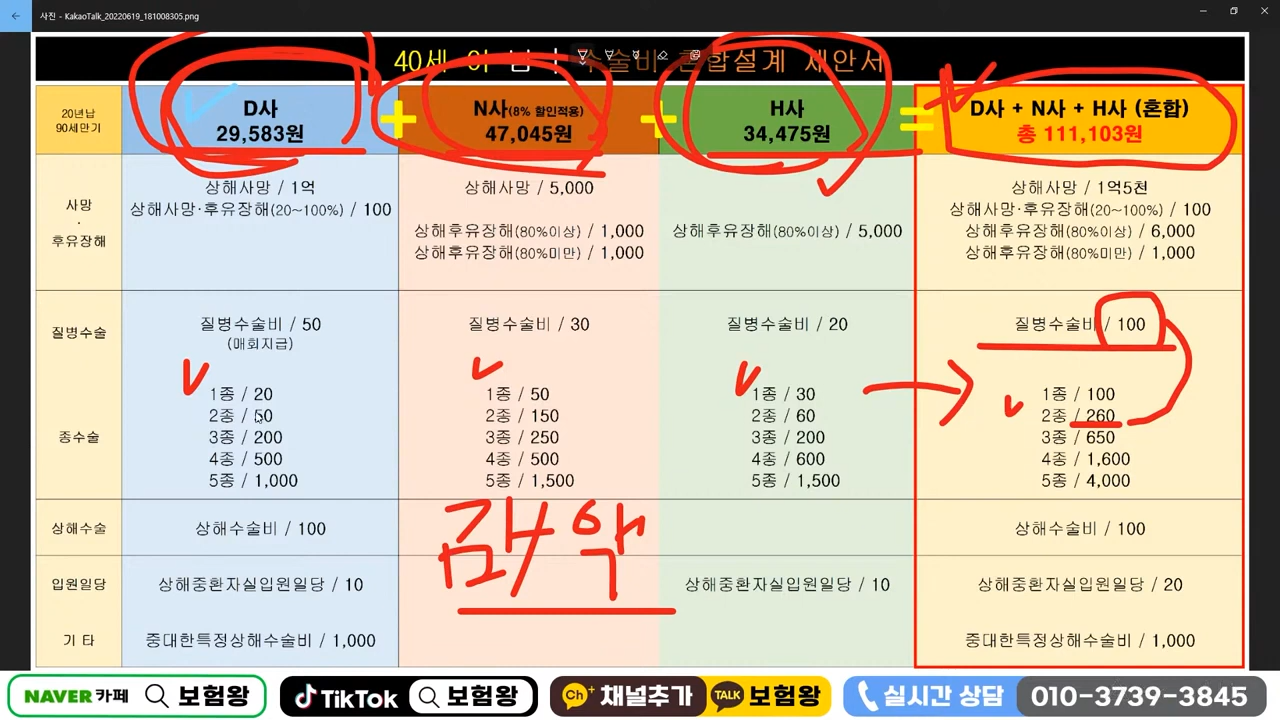 사진 - KakaoTalk_20220619_181008305.png
40세 여 수술비 혼합설계 제안서
20년납
90세만기
D사
29,583원
+
N사(8% 할인적용)
47,045원
+
H사
34,475원
=
D사 + N사 + H사 (혼합)
총 111,103원
사망
·
후유장해
상해사망 / 1억
상해사망·후유장해(20~100%) / 100
상해사망 / 5,000
상해후유장해(80%이상) / 1,000
상해후유장해(80%미만) / 1,000
상해후유장해(80%이상) / 5,000
상해사망 / 1억5천
상해사망·후유장해(20~100%) / 100
상해후유장해(80%이상) / 6,000
상해후유장해(80%미만) / 1,000
질병수술
종수술
질병수술비 / 50
(매회지급)
1종 / 20
2종 / 50
3종 / 200
4종 / 500
5종 / 1,000
질병수술비 / 30
1종 / 50
2종 / 150
3종 / 250
4종 / 500
5종 / 1,500
질병수술비 / 20
1종 / 30
2종 / 60
3종 / 200
4종 / 600
5종 / 1,500
질병수술비 / 100
1종 / 100
2종 / 260
3종 / 650
4종 / 1,600
5종 / 4,000
상해수술
상해수술비 / 100
상해수술비 / 100
입원일당
상해중환자실입원일당 / 10
상해중환자실입원일당 / 10
상해중환자실입원일당 / 20
기 타
중대한특정상해수술비 / 1,000
중대한특정상해수술비 / 1,000
NAVER 카페 보험왕
TikTok 보험왕
Ch+ 채널추가 TALK 보험왕
실시간 상담 010-3739-3845